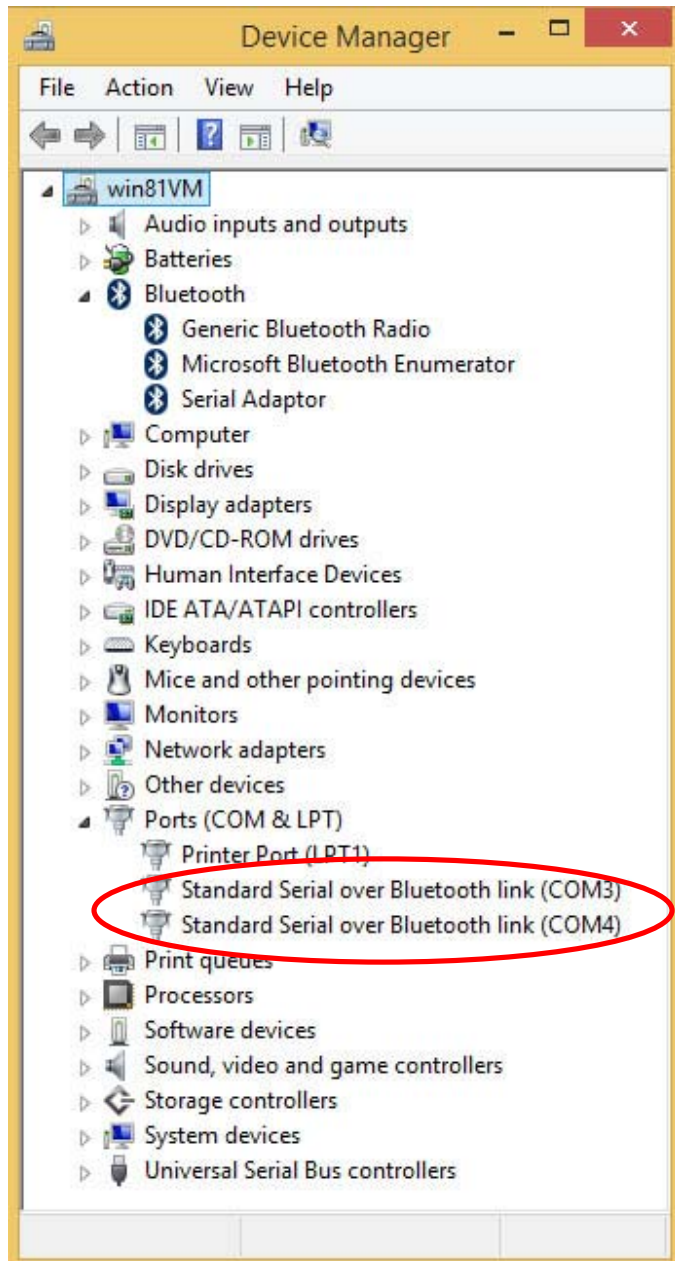 Device Manager
File Action View Help
win81VM
Audio inputs and outputs
Batteries
Bluetooth
Generic Bluetooth Radio
Microsoft Bluetooth Enumerator
Serial Adaptor
Computer
Disk drives
Display adapters
DVD/CD-ROM drives
Human Interface Devices
IDE ATA/ATAPI controllers
Keyboards
Mice and other pointing devices
Monitors
Network adapters
Other devices
Ports (COM & LPT)
Printer Port (LPT1)
Standard Serial over Bluetooth link (COM3)
Standard Serial over Bluetooth link (COM4)
Print queues
Processors
Software devices
Sound, video and game controllers
Storage controllers
System devices
Universal Serial Bus controllers